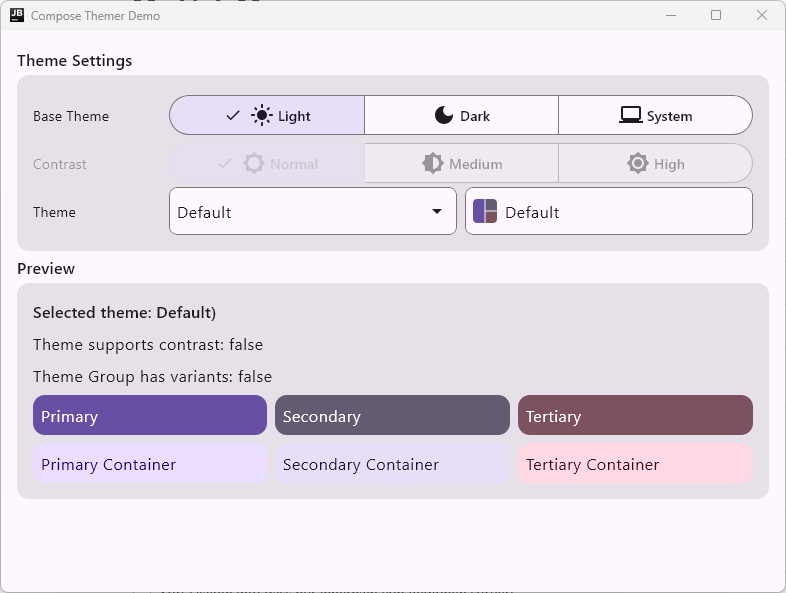 JB Compose Themer Demo
Theme Settings
Base Theme Light Dark System
Contrast Normal Medium High
Theme Default Default
Preview
Selected theme: Default)
Theme supports contrast: false
Theme Group has variants: false
Primary Secondary Tertiary
Primary Container Secondary Container Tertiary Container